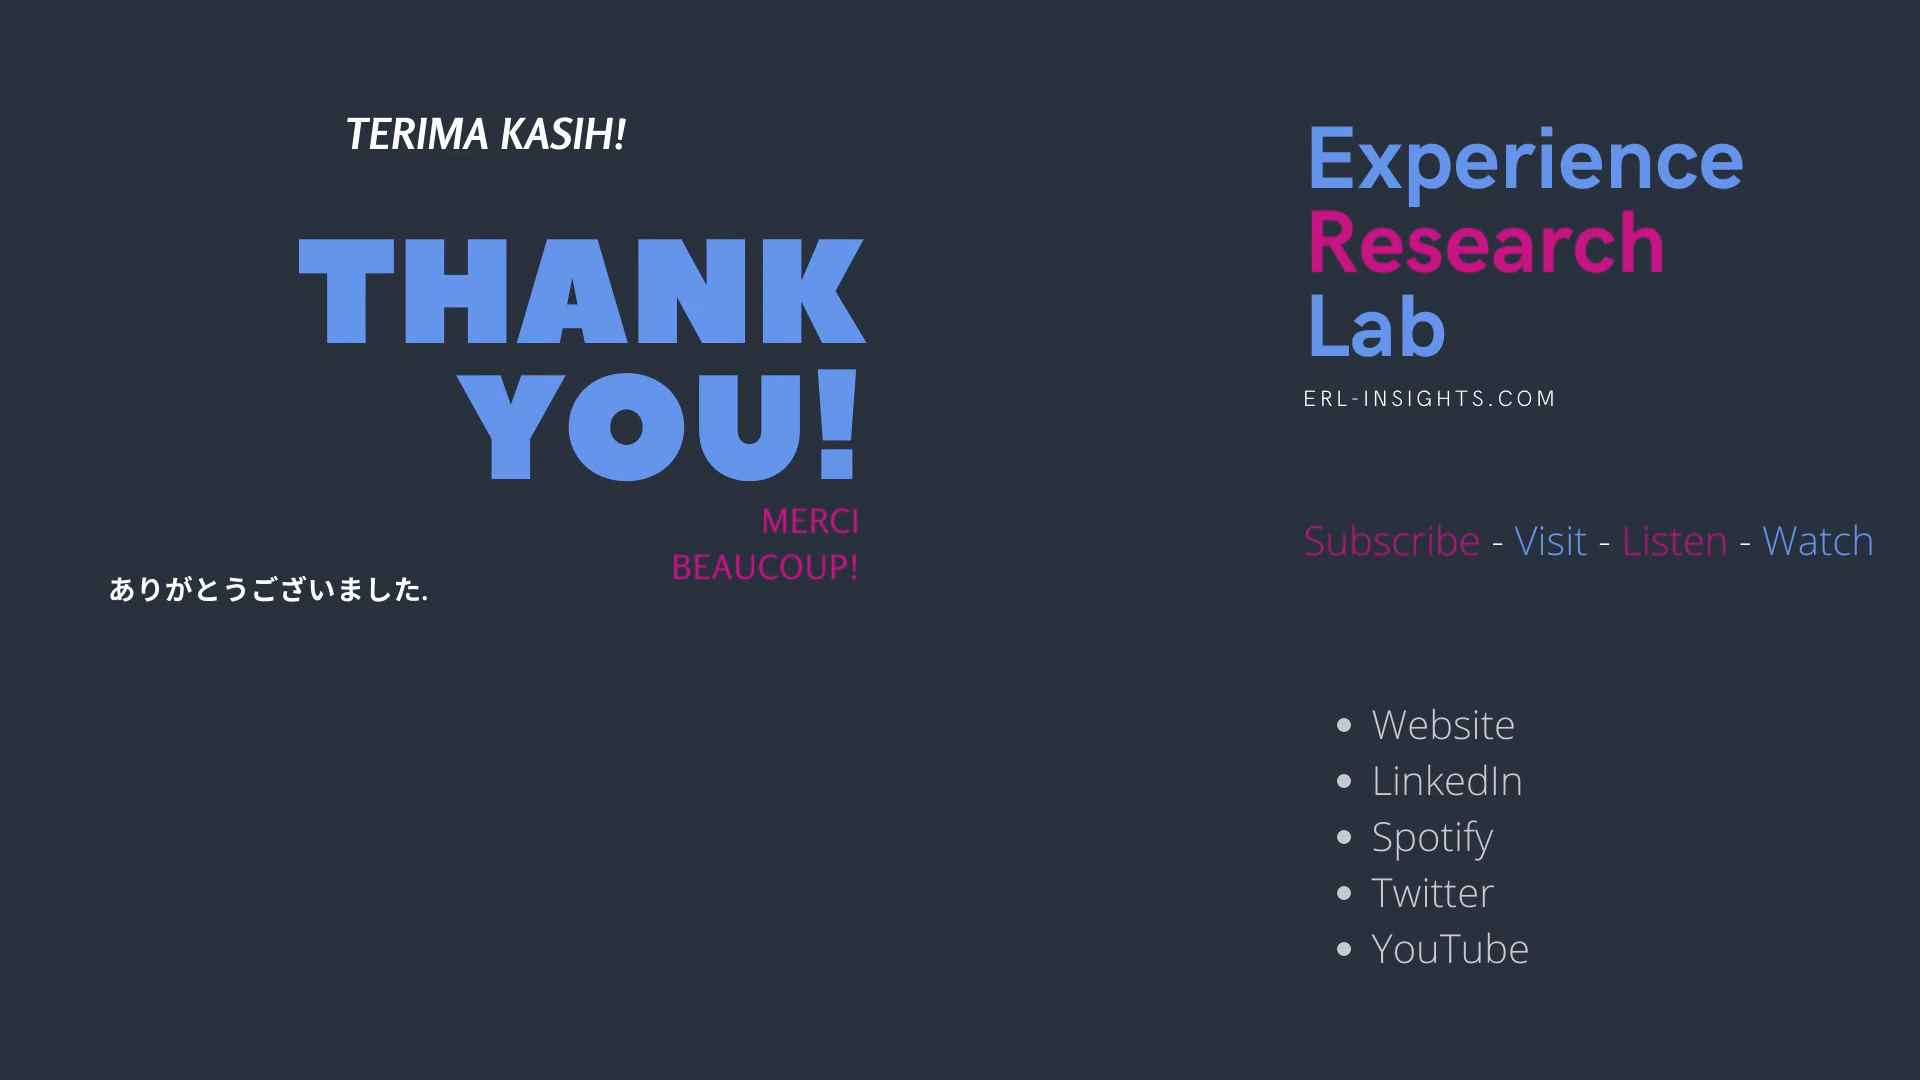 TERIMA KASIH!
THANK
YOU!
MERCI
BEAUCOUP!
ありがとうございました.
Experience
Research
Lab
ERL-INSIGHTS.COM
Subscribe - Visit - Listen - Watch
• Website
• LinkedIn
• Spotify
• Twitter
• YouTube